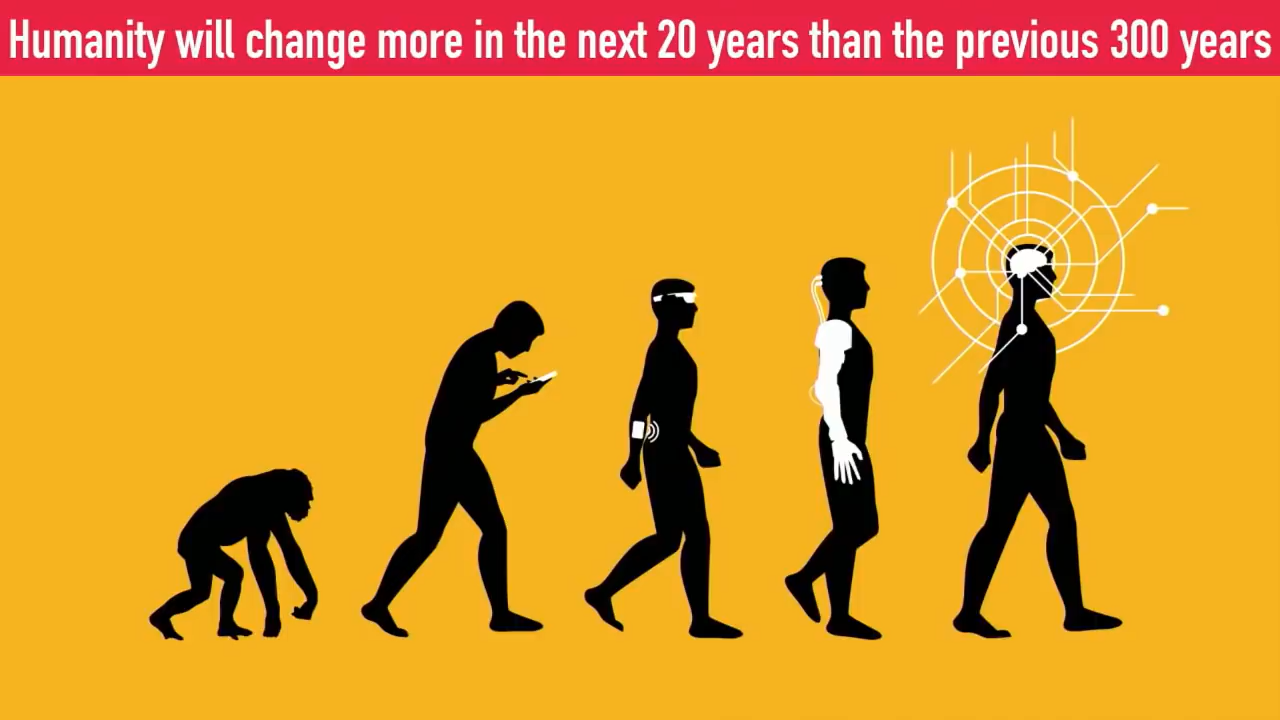 Humanity will change more in the next 20 years than the previous 300 years